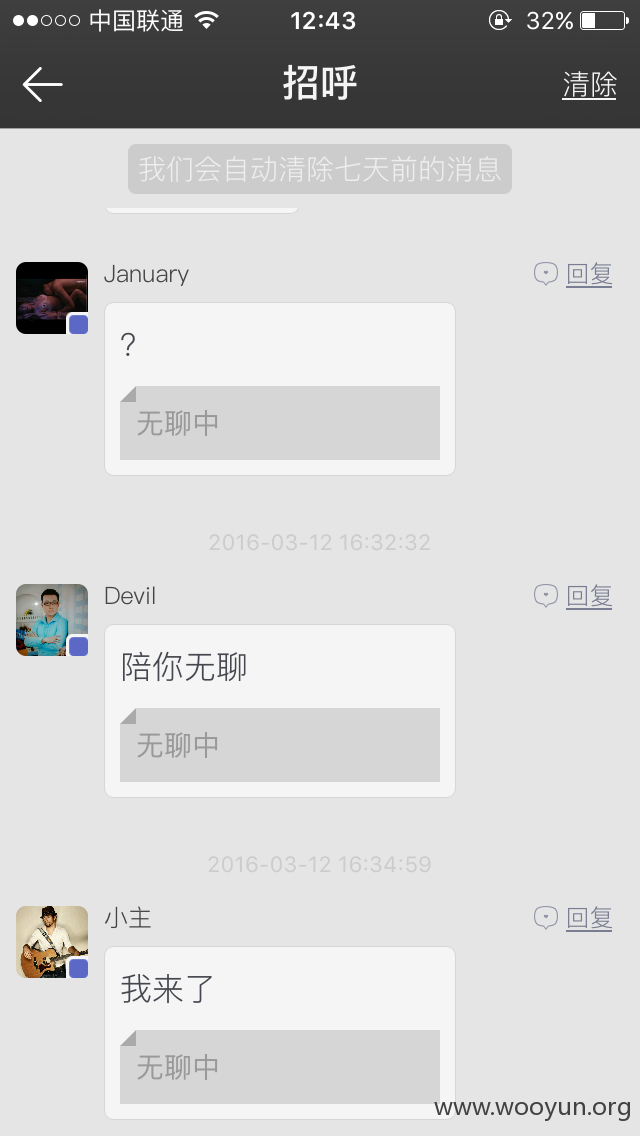 中国联通 12:43 32%
招呼 清除
我们会自动清除七天前的消息
January 回复
?
无聊中
2016-03-12 16:32:32
Devil 回复
陪你无聊
无聊中
2016-03-12 16:34:59
小主 回复
我来了
无聊中
www.wooyun.org